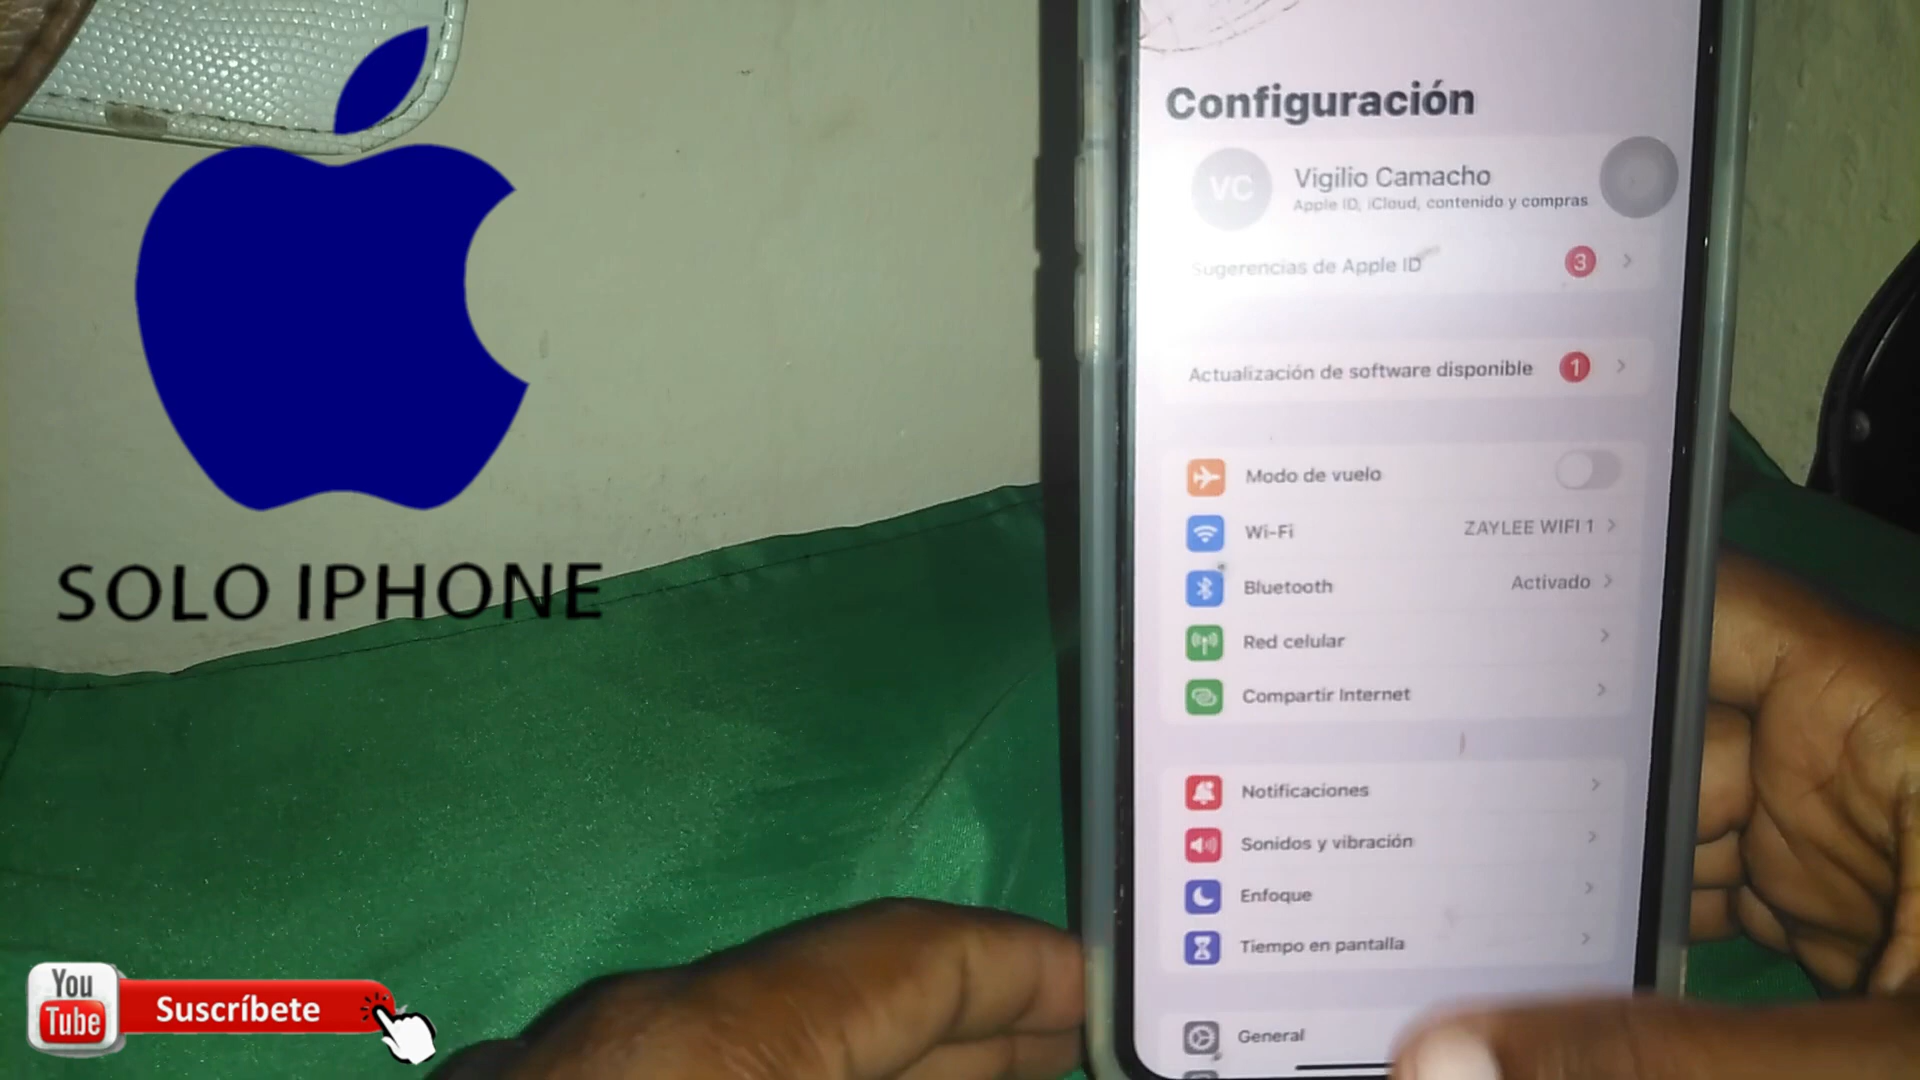 SOLO IPHONE
You
Tube
Suscríbete
Configuración
VC
Vigilio Camacho
Apple ID, iCloud, contenido y compras
Sugerencias de Apple ID
3
Actualización de software disponible
1
Modo de vuelo
Wi-Fi
ZAYLEE WIFI 1
Bluetooth
Activado
Red celular
Compartir Internet
Notificaciones
Sonidos y vibración
Enfoque
Tiempo en pantalla
General